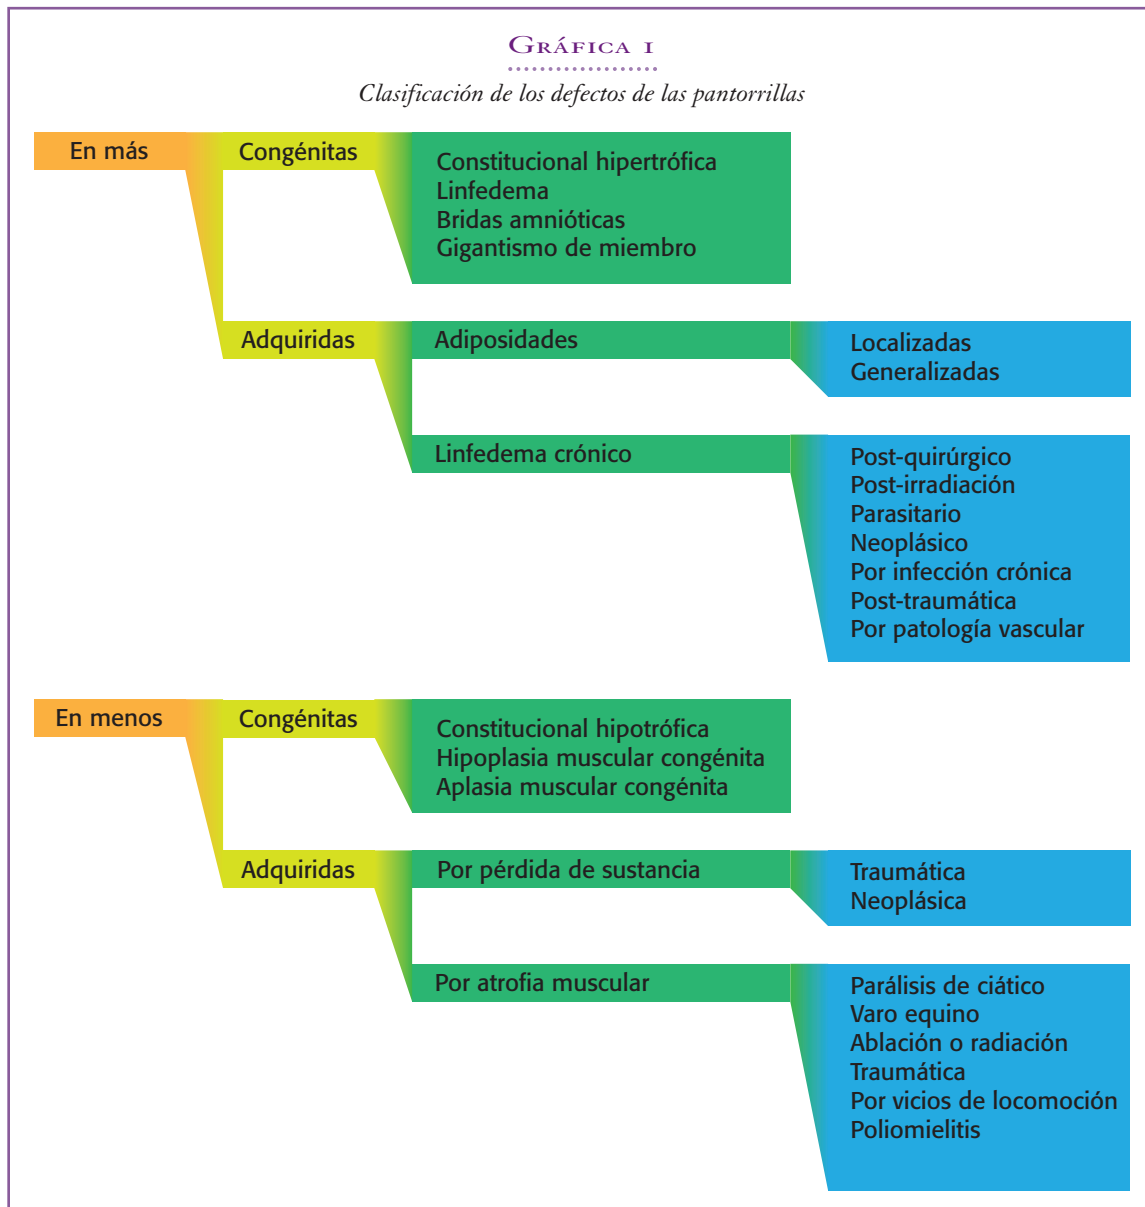 Gráfica 1
Clasificación de los defectos de las pantorrillas
En más
Congénitas
Constitucional hipertrófica
Linfedema
Bridas amnióticas
Gigantismo de miembro
Adquiridas
Adiposidades
Localizadas
Generalizadas
Linfedema crónico
Post-quirúrgico
Post-irradiación
Parasitario
Neoplásico
Por infección crónica
Post-traumática
Por patología vascular
En menos
Congénitas
Constitucional hipotrófica
Hipoplasia muscular congénita
Aplasia muscular congénita
Adquiridas
Por pérdida de sustancia
Traumática
Neoplásica
Por atrofia muscular
Parálisis de ciático
Varo equino
Ablación o radiación
Traumática
Por vicios de locomoción
Poliomielitis